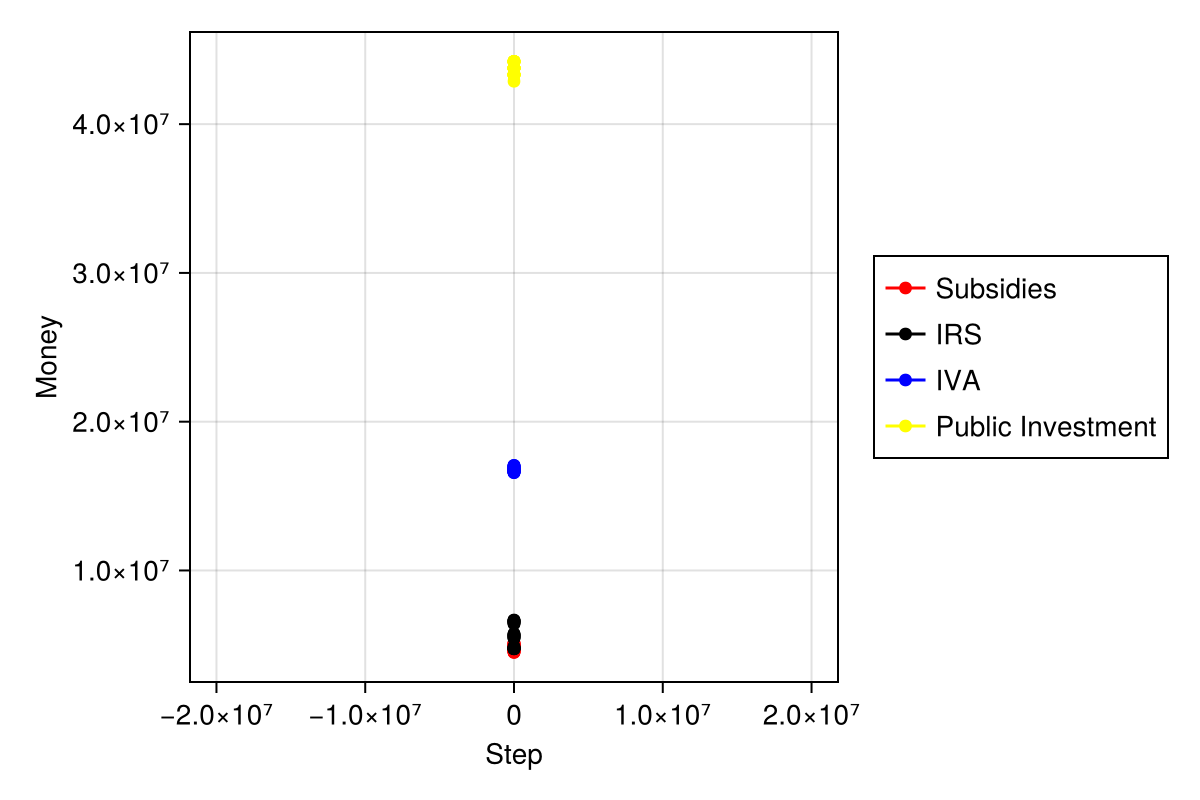 4.0×10⁷
3.0×10⁷
2.0×10⁷
1.0×10⁷
Money
−2.0×10⁷ −1.0×10⁷ 0 1.0×10⁷ 2.0×10⁷
Step
Subsidies
IRS
IVA
Public Investment